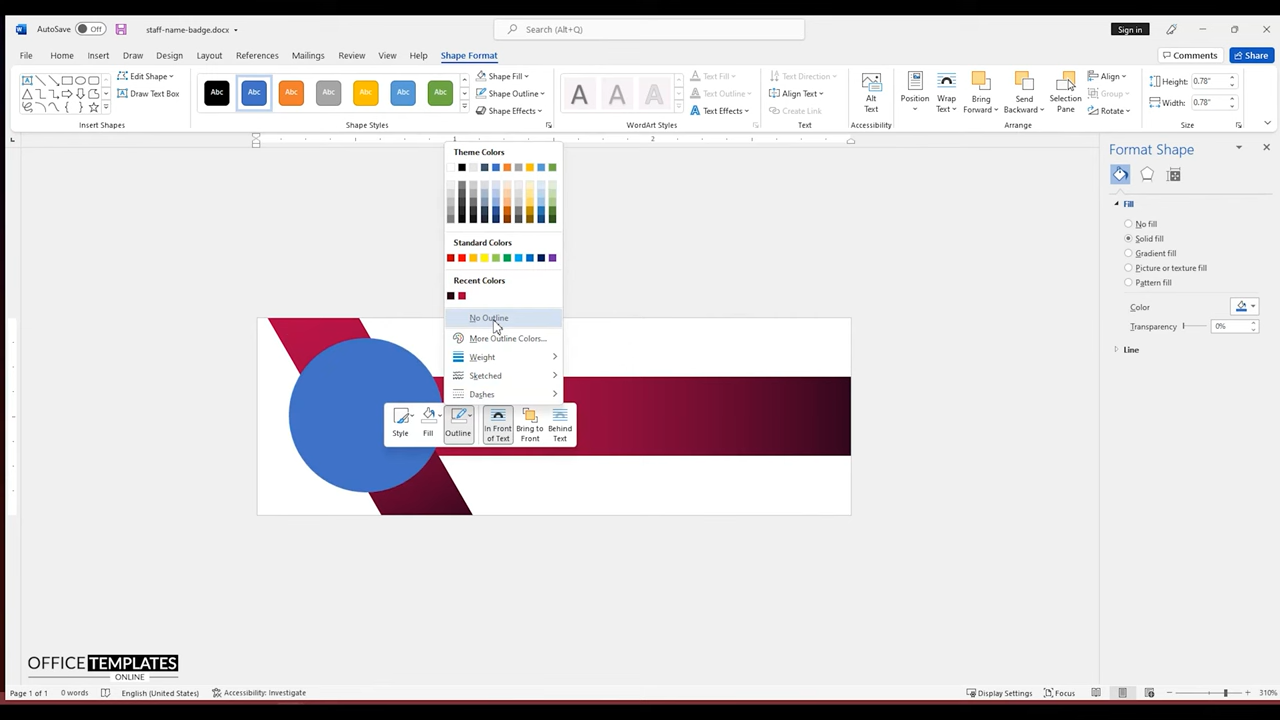 AutoSave Off staff-name-badge.docx Search (Alt+Q) Sign in
File Home Insert Draw Design Layout References Mailings Review View Help Shape Format Comments Share
Edit Shape
Draw Text Box
Insert Shapes
Abc Abc Abc Abc Abc Abc Abc
Shape Fill
Shape Outline
Shape Effects
Shape Styles
A A A
Text Fill
Text Outline
Text Effects
WordArt Styles
Text Direction
Align Text
Create Link
Text
Alt
Text
Accessibility
Position
Wrap
Text
Bring
Forward
Send
Backward
Selection
Pane
Align
Group
Rotate
Arrange
Height: 0.78"
Width: 0.78"
Size
1 2
Theme Colors
Standard Colors
Recent Colors
No Outline
More Outline Colors...
Weight
Sketched
Dashes
Style Fill Outline
In Front
of Text
Bring to
Front
Behind
Text
Format Shape
Fill
No fill
Solid fill
Gradient fill
Picture or texture fill
Pattern fill
Color
Transparency 0%
Line
OFFICE TEMPLATES
ONLINE
Page 1 of 1 0 words English (United States) Accessibility: Investigate Display Settings Focus 310%